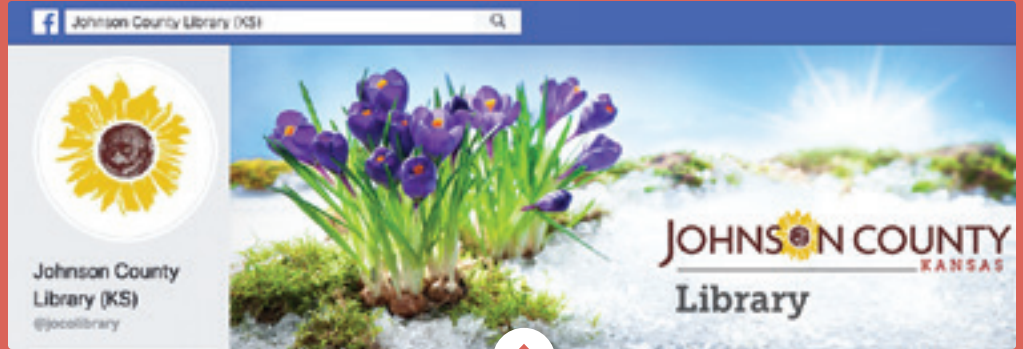 f
Johnson County Library (KS)
Johnson County
Library (KS)
@jocolibrary
JOHNSON COUNTY
KANSAS
Library